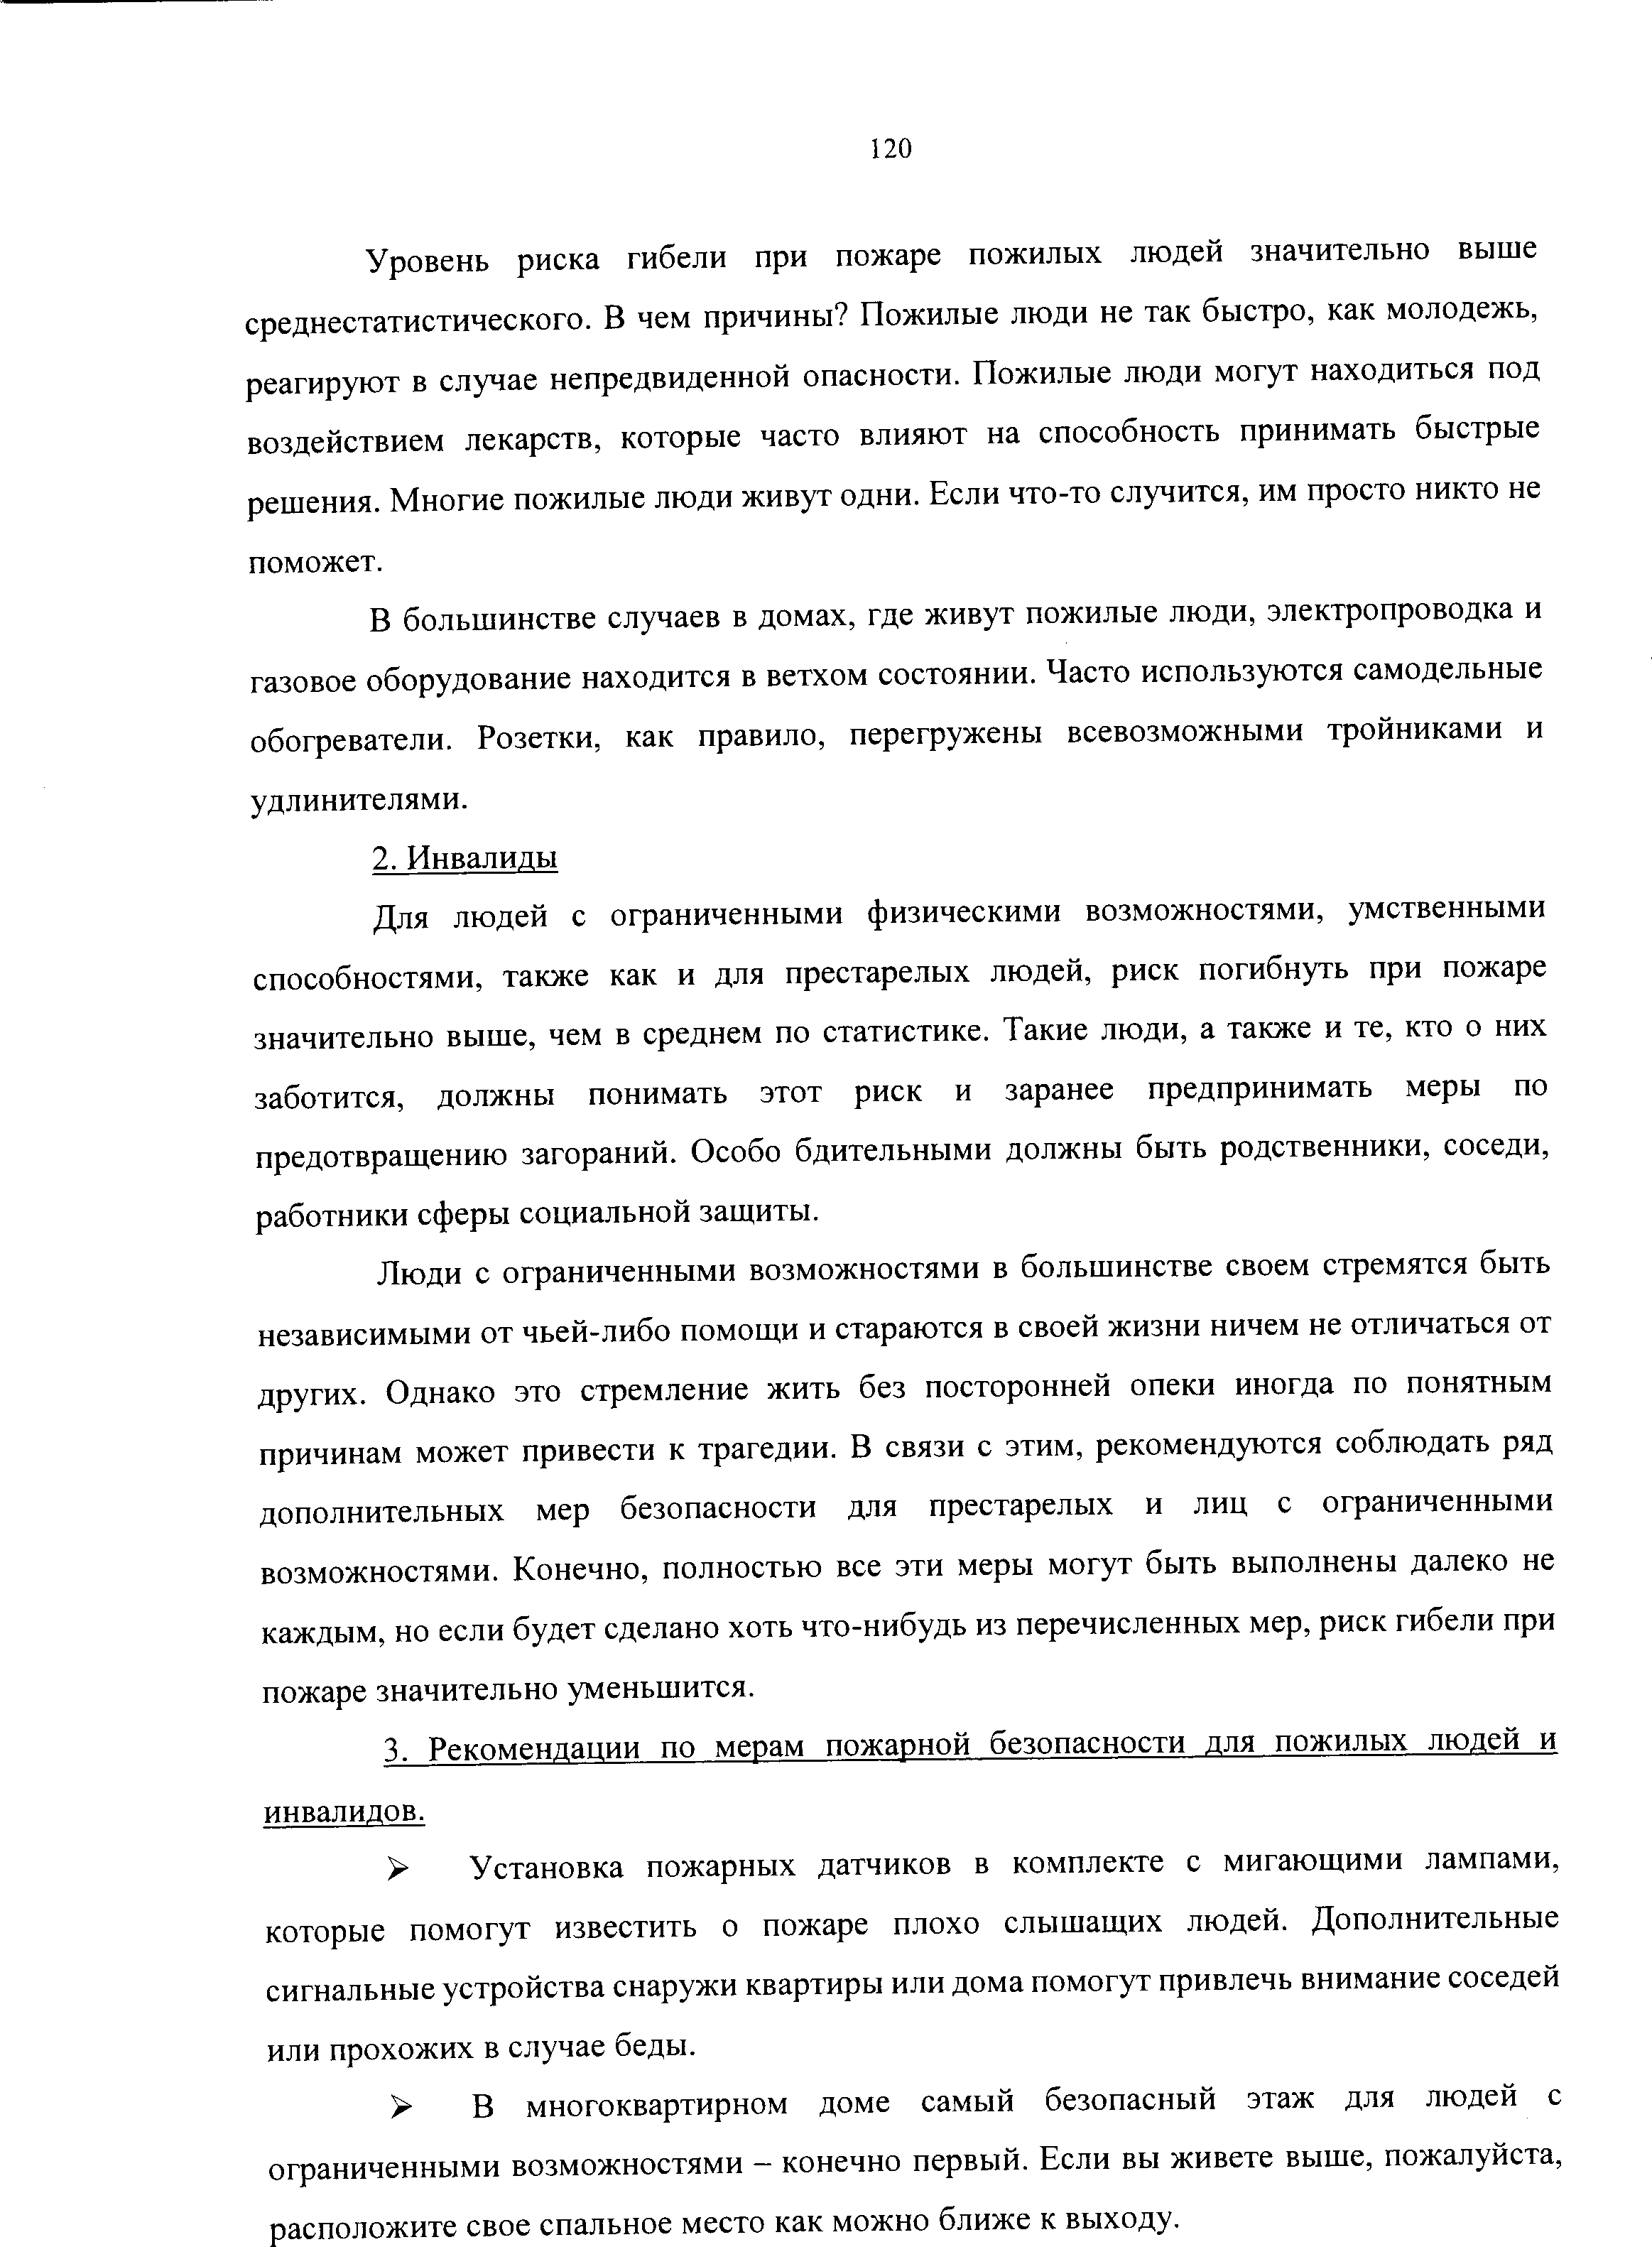 120
Уровень риска гибели при пожаре пожилых людей значительно выше
среднестатистического. В чем причины? Пожилые люди не так быстро, как молодежь,
реагируют в случае непредвиденной опасности. Пожилые люди могут находиться под
воздействием лекарств, которые часто влияют на способность принимать быстрые
решения. Многие пожилые люди живут одни. Если что-то случится, им просто никто не
поможет.
В большинстве случаев в домах, где живут пожилые люди, электропроводка и
газовое оборудование находится в ветхом состоянии. Часто используются самодельные
обогреватели. Розетки, как правило, перегружены всевозможными тройниками и
удлинителями.
2. Инвалиды
Для людей с ограниченными физическими возможностями, умственными
способностями, также как и для престарелых людей, риск погибнуть при пожаре
значительно выше, чем в среднем по статистике. Такие люди, а также и те, кто о них
заботится, должны понимать этот риск и заранее предпринимать меры по
предотвращению загораний. Особо бдительными должны быть родственники, соседи,
работники сферы социальной защиты.
Люди с ограниченными возможностями в большинстве своем стремятся быть
независимыми от чьей-либо помощи и стараются в своей жизни ничем не отличаться от
других. Однако это стремление жить без посторонней опеки иногда по понятным
причинам может привести к трагедии. В связи с этим, рекомендуются соблюдать ряд
дополнительных мер безопасности для престарелых и лиц с ограниченными
возможностями. Конечно, полностью все эти меры могут быть выполнены далеко не
каждым, но если будет сделано хоть что-нибудь из перечисленных мер, риск гибели при
пожаре значительно уменьшится.
3. Рекомендации по мерам пожарной безопасности для пожилых людей и
инвалидов.
➢ Установка пожарных датчиков в комплекте с мигающими лампами,
которые помогут известить о пожаре плохо слышащих людей. Дополнительные
сигнальные устройства снаружи квартиры или дома помогут привлечь внимание соседей
или прохожих в случае беды.
➢ В многоквартирном доме самый безопасный этаж для людей с
ограниченными возможностями – конечно первый. Если вы живете выше, пожалуйста,
расположите свое спальное место как можно ближе к выходу.